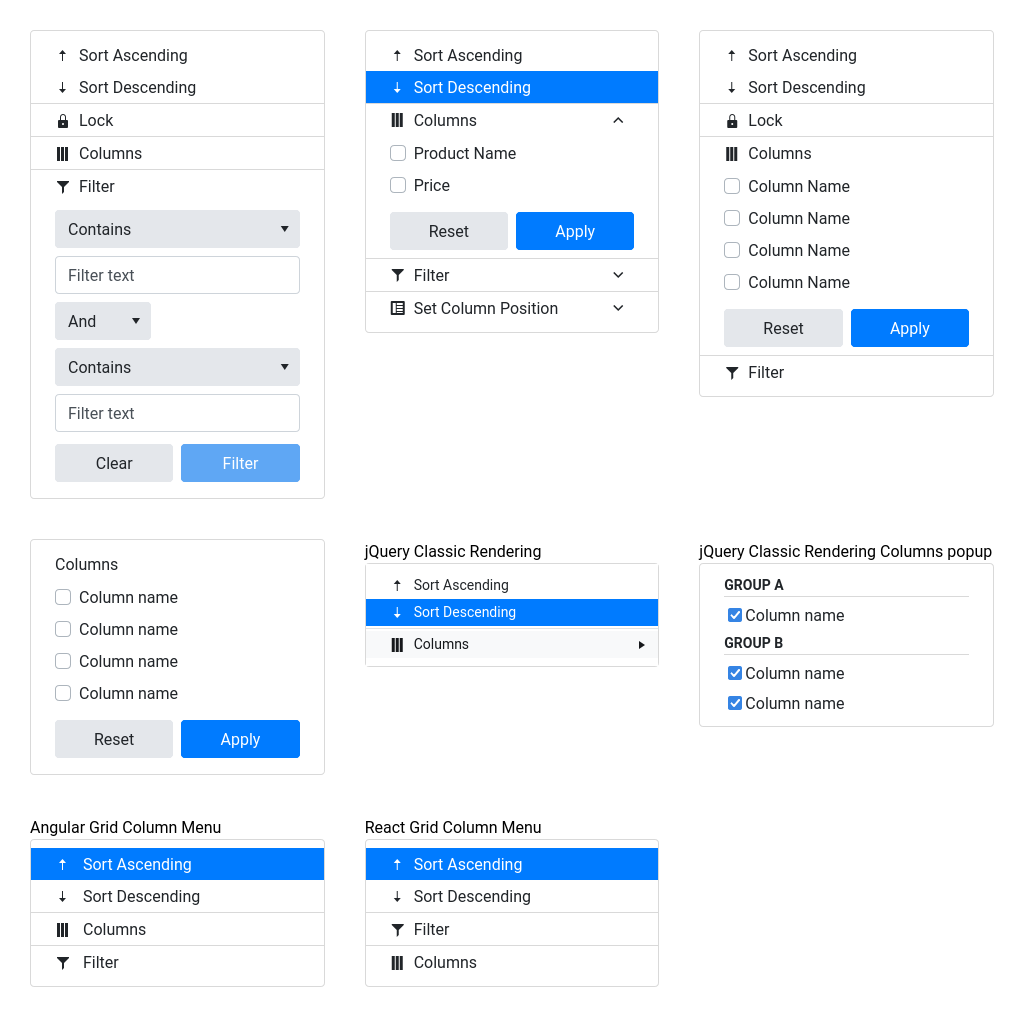 Sort Ascending
Sort Descending
Lock
Columns
Filter
Contains
Filter text
And
Contains
Filter text
Clear
Filter
Sort Ascending
Sort Descending
Columns
Product Name
Price
Reset
Apply
Filter
Set Column Position
Sort Ascending
Sort Descending
Lock
Columns
Column Name
Column Name
Column Name
Column Name
Reset
Apply
Filter
Columns
Column name
Column name
Column name
Column name
Reset
Apply
jQuery Classic Rendering
Sort Ascending
Sort Descending
Columns
jQuery Classic Rendering Columns popup
GROUP A
Column name
GROUP B
Column name
Column name
Angular Grid Column Menu
Sort Ascending
Sort Descending
Columns
Filter
React Grid Column Menu
Sort Ascending
Sort Descending
Filter
Columns